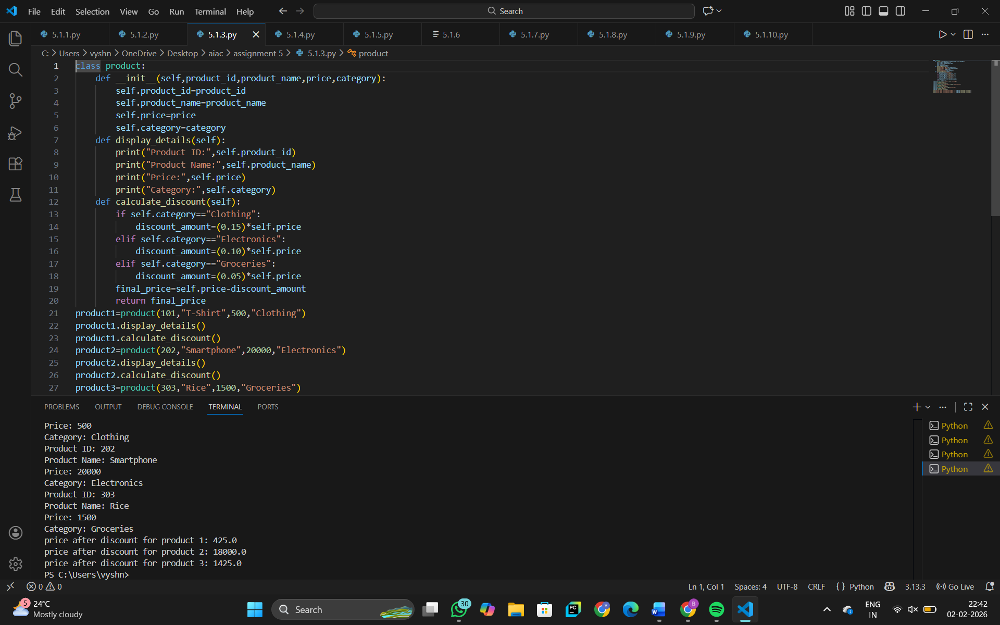 File Edit Selection View Go Run Terminal Help Search
5.1.1.py 5.1.2.py 5.1.3.py 5.1.4.py 5.1.5.py 5.1.6 5.1.7.py 5.1.8.py 5.1.9.py 5.1.10.py
C: > Users > vyshn > OneDrive > Desktop > aiac > assignment 5 > 5.1.3.py > product
1 class product:
2     def __init__(self,product_id,product_name,price,category):
3         self.product_id=product_id
4         self.product_name=product_name
5         self.price=price
6         self.category=category
7     def display_details(self):
8         print("Product ID:",self.product_id)
9         print("Product Name:",self.product_name)
10         print("Price:",self.price)
11         print("Category:",self.category)
12     def calculate_discount(self):
13         if self.category=="Clothing":
14             discount_amount=(0.15)*self.price
15         elif self.category=="Electronics":
16             discount_amount=(0.10)*self.price
17         elif self.category=="Groceries":
18             discount_amount=(0.05)*self.price
19         final_price=self.price-discount_amount
20         return final_price
21 product1=product(101,"T-Shirt",500,"Clothing")
22 product1.display_details()
23 product1.calculate_discount()
24 product2=product(202,"Smartphone",20000,"Electronics")
25 product2.display_details()
26 product2.calculate_discount()
27 product3=product(303,"Rice",1500,"Groceries")
PROBLEMS OUTPUT DEBUG CONSOLE TERMINAL PORTS
Price: 500
Category: Clothing
Product ID: 202
Product Name: Smartphone
Price: 20000
Category: Electronics
Product ID: 303
Product Name: Rice
Price: 1500
Category: Groceries
price after discount for product 1: 425.0
price after discount for product 2: 18000.0
price after discount for product 3: 1425.0
PS C:\Users\vyshn>
Python
Python
Python
Python
0 0 Ln 1, Col 1 Spaces: 4 UTF-8 CRLF { } Python 3.13.3 Go Live
5 24°C
Mostly cloudy
Search
30
PC
V
W
B
ENG
IN
22:42
02-02-2026